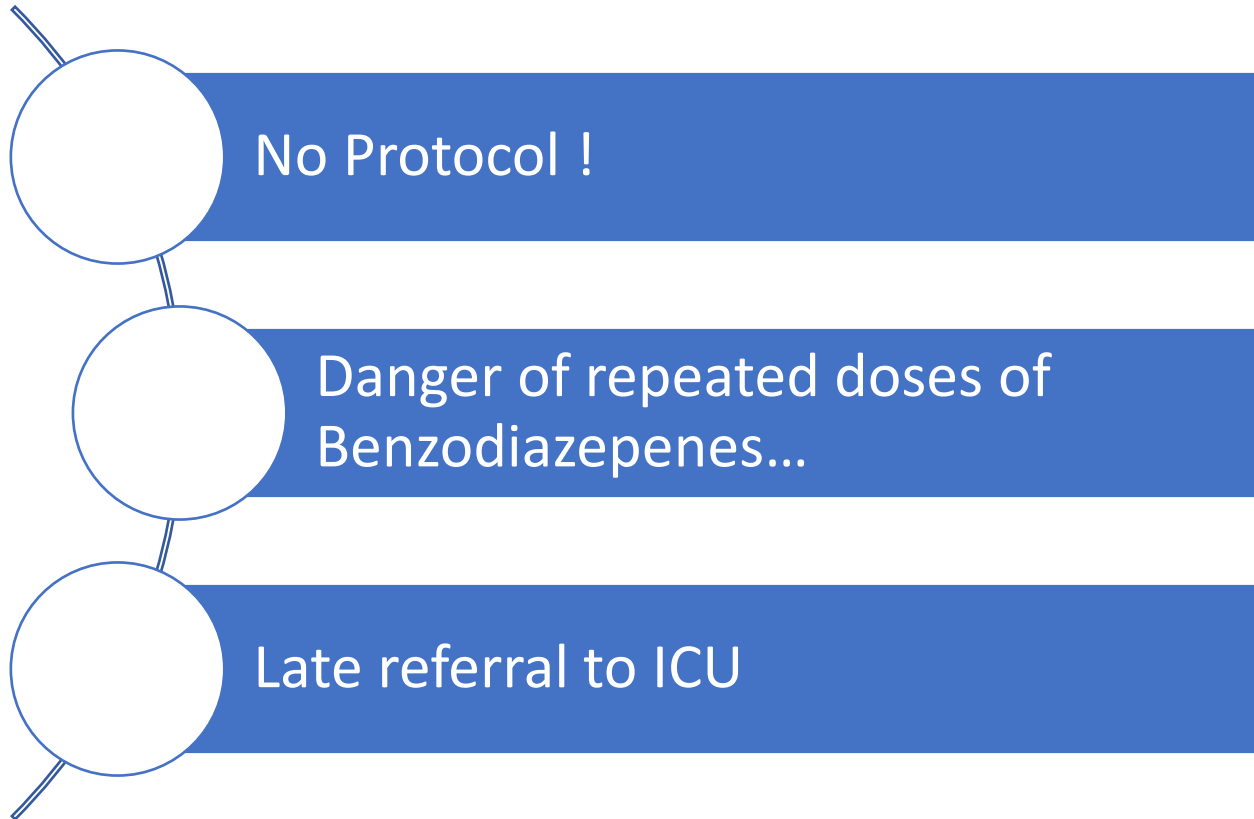 No Protocol !
Danger of repeated doses of
Benzodiazepenes…
Late referral to ICU